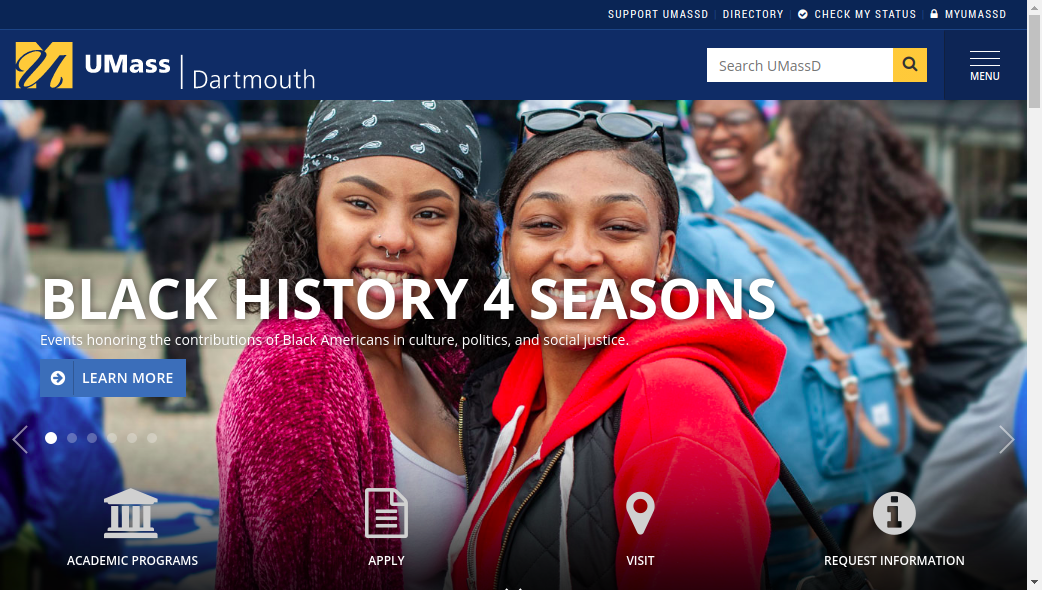 SUPPORT UMASSD DIRECTORY CHECK MY STATUS MYUMASSD
UMass Dartmouth
Search UMassD
MENU
BLACK HISTORY 4 SEASONS
Events honoring the contributions of Black Americans in culture, politics, and social justice.
LEARN MORE
ACADEMIC PROGRAMS APPLY VISIT REQUEST INFORMATION